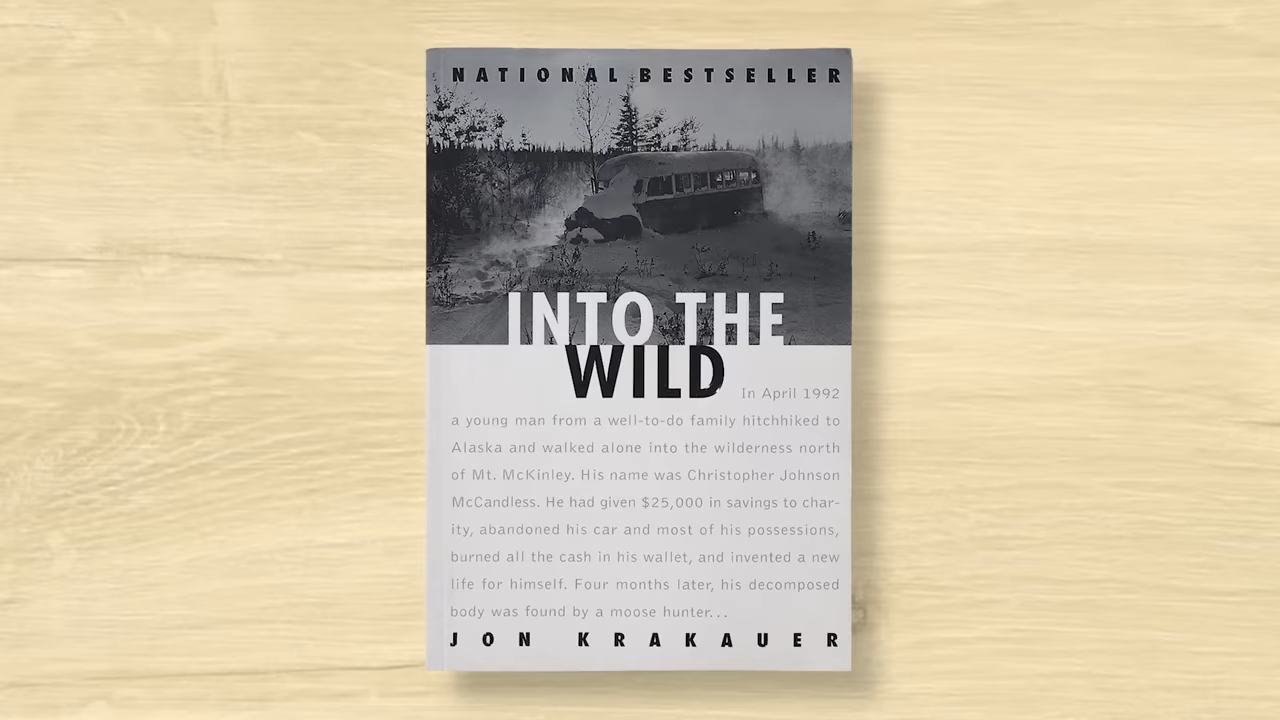 NATIONAL BESTSELLER
INTO THE
WILD
In April 1992
a young man from a well-to-do family hitchhiked to
Alaska and walked alone into the wilderness north
of Mt. McKinley. His name was Christopher Johnson
McCandless. He had given $25,000 in savings to char-
ity, abandoned his car and most of his possessions,
burned all the cash in his wallet, and invented a new
life for himself. Four months later, his decomposed
body was found by a moose hunter...
JON KRAKAUER